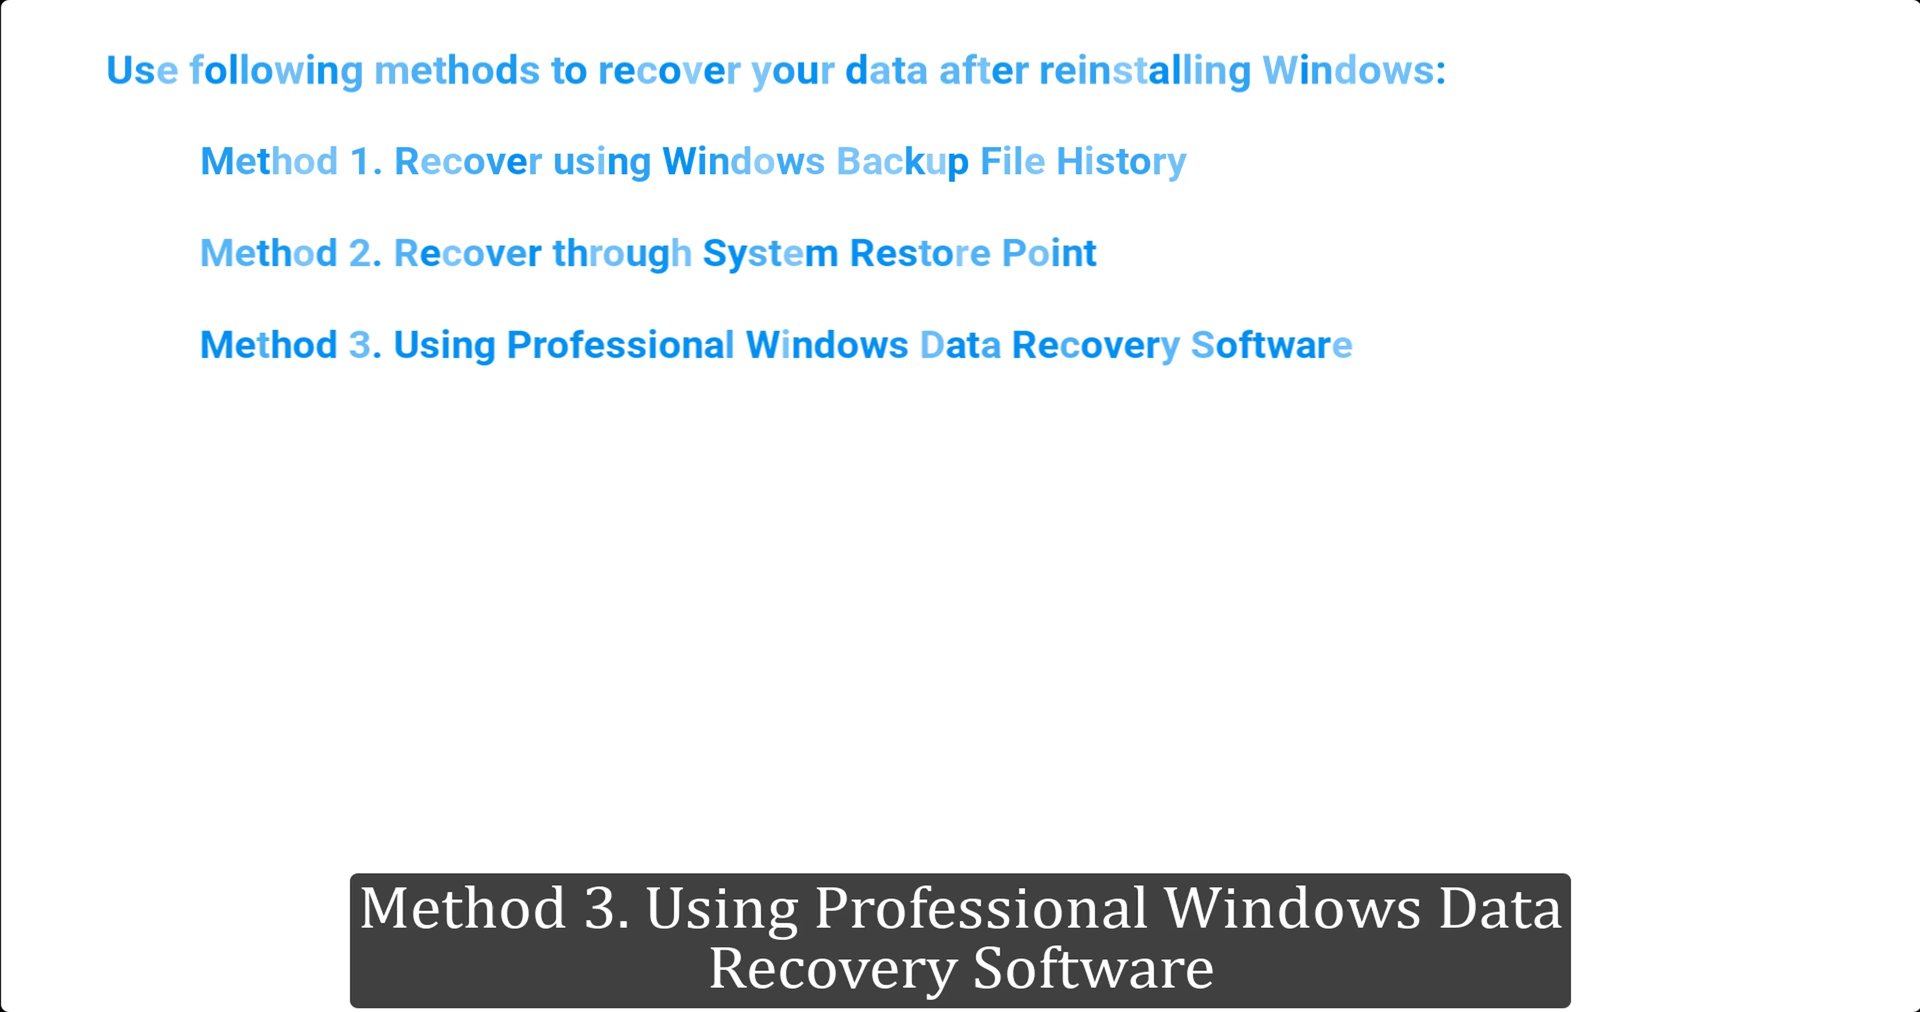 Use following methods to recover your data after reinstalling Windows:
Method 1. Recover using Windows Backup File History
Method 2. Recover through System Restore Point
Method 3. Using Professional Windows Data Recovery Software
Method 3. Using Professional Windows Data
Recovery Software